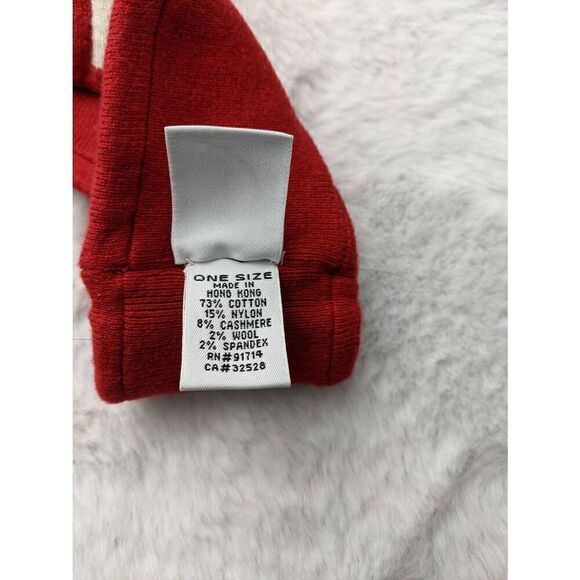 ONE SIZE
MADE IN
HONG KONG
73% COTTON
15% NYLON
8% CASHMERE
2% WOOL
2% SPANDEX
RN#91714
CA#32528